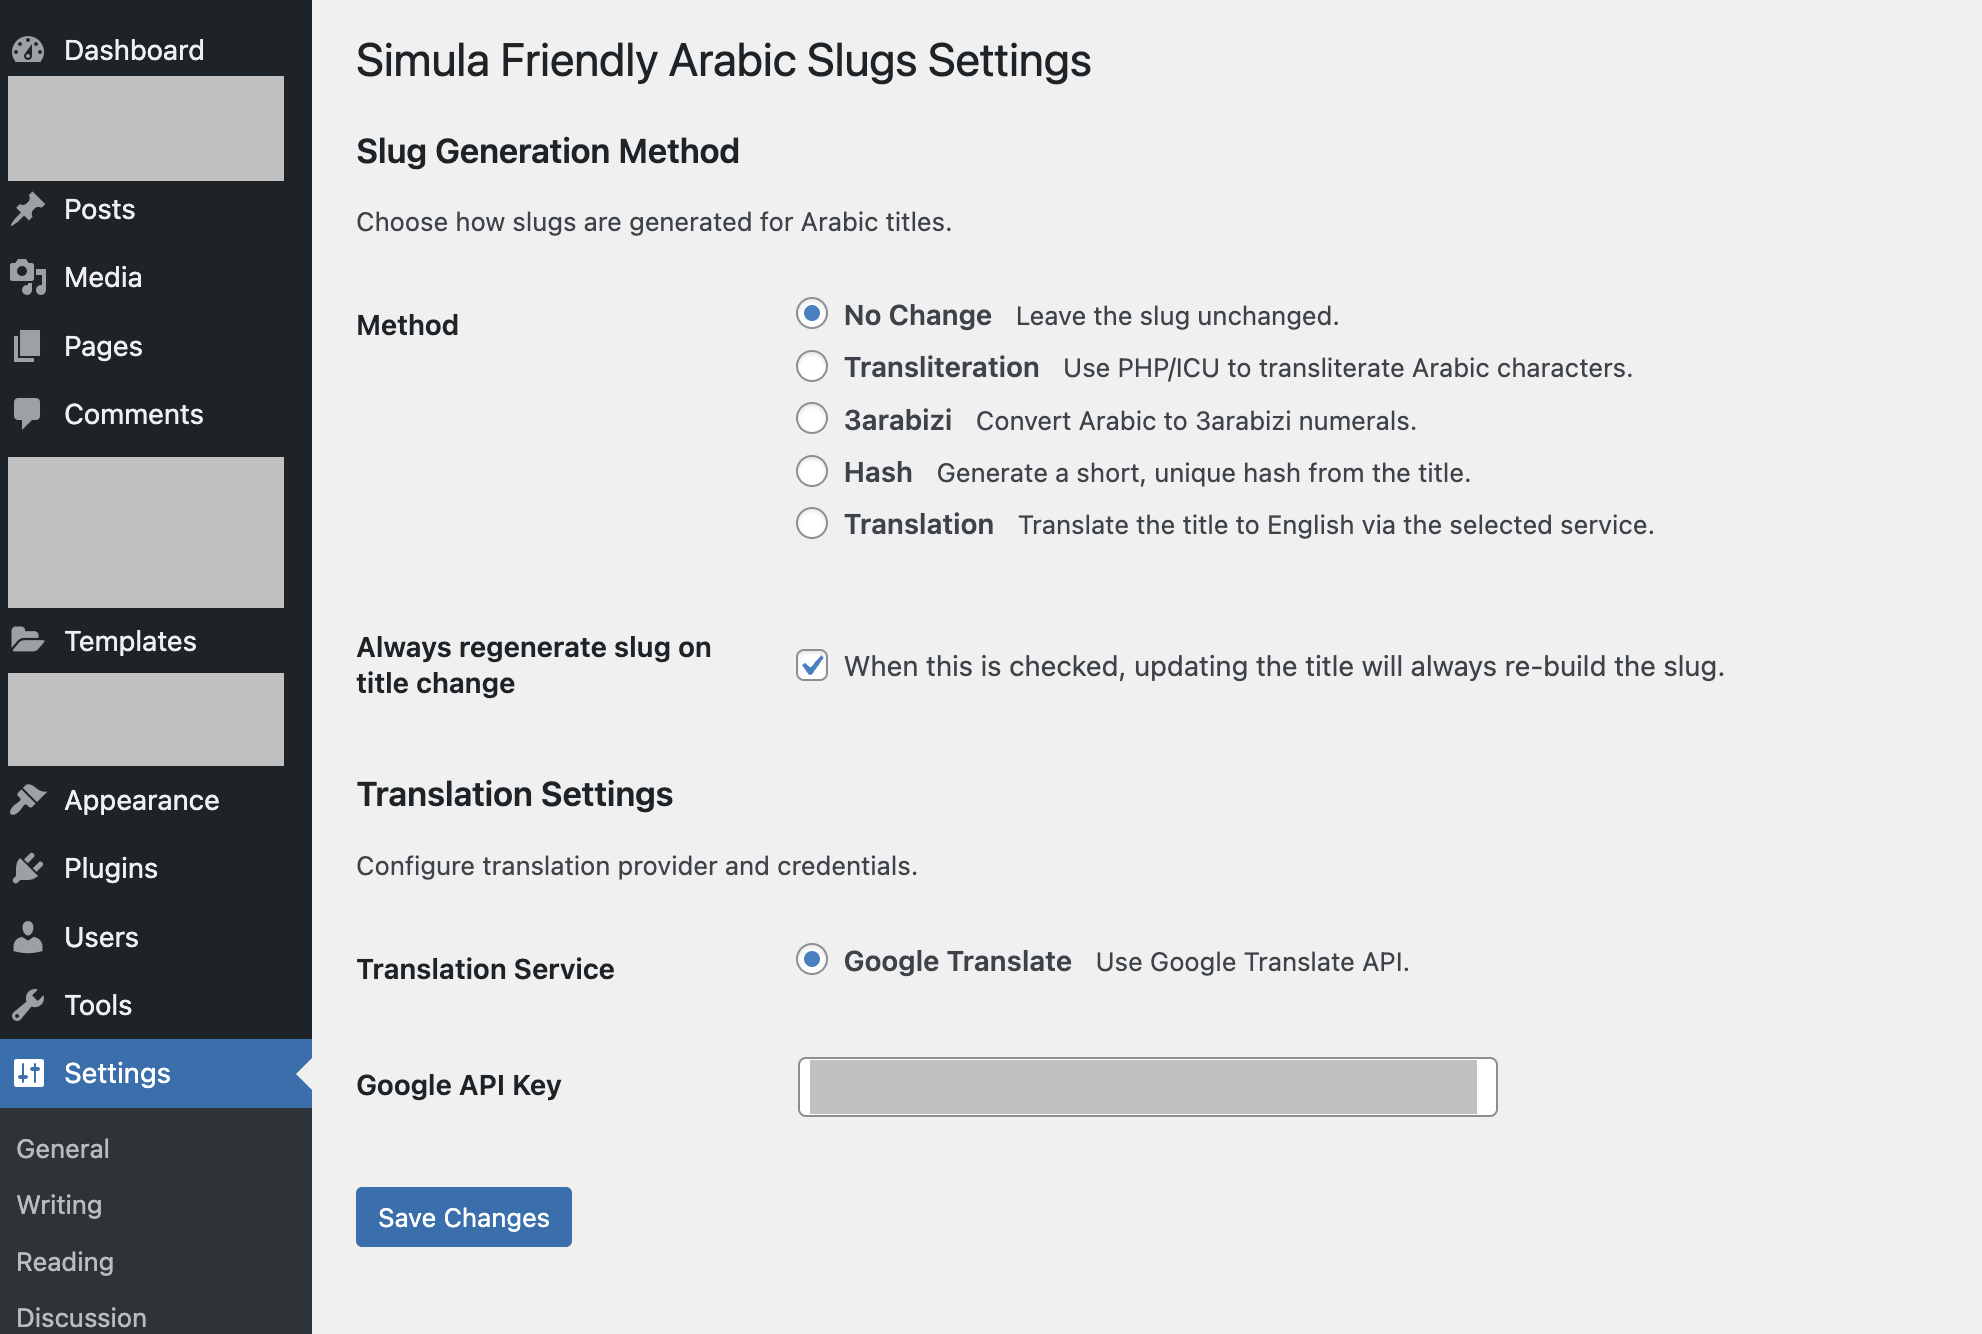 Dashboard
Posts
Media
Pages
Comments
Templates
Appearance
Plugins
Users
Tools
Settings
General
Writing
Reading
Discussion
Simula Friendly Arabic Slugs Settings
Slug Generation Method
Choose how slugs are generated for Arabic titles.
Method
No Change Leave the slug unchanged.
Transliteration Use PHP/ICU to transliterate Arabic characters.
3arabizi Convert Arabic to 3arabizi numerals.
Hash Generate a short, unique hash from the title.
Translation Translate the title to English via the selected service.
Always regenerate slug on
title change
When this is checked, updating the title will always re-build the slug.
Translation Settings
Configure translation provider and credentials.
Translation Service
Google Translate Use Google Translate API.
Google API Key
Save Changes